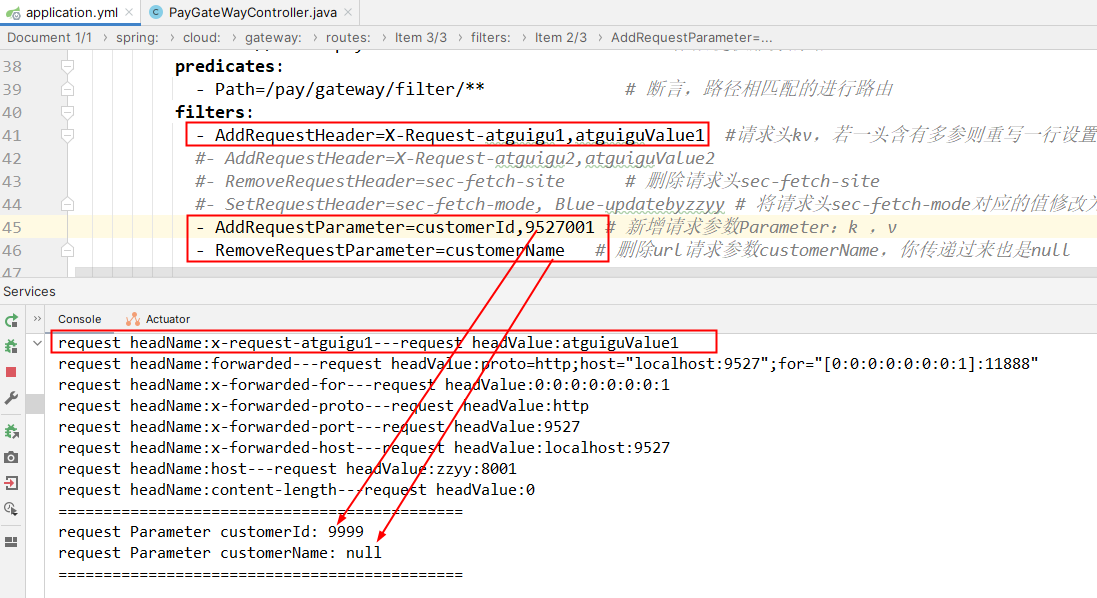 application.yml × PayGateWayController.java ×
Document 1/1 › spring: › cloud: › gateway: › routes: › Item 3/3 › filters: › Item 2/3 › AddRequestParameter=...
38 predicates:
39 - Path=/pay/gateway/filter/** # 断言，路径相匹配的进行路由
40 filters:
41 - AddRequestHeader=X-Request-atguigu1,atguiguValue1 #请求头kv，若一头含有多参则重写一行设置
42 #- AddRequestHeader=X-Request-atguigu2,atguiguValue2
43 #- RemoveRequestHeader=sec-fetch-site # 删除请求头sec-fetch-site
44 #- SetRequestHeader=sec-fetch-mode, Blue-updatebyzzyy # 将请求头sec-fetch-mode对应的值修改为
45 - AddRequestParameter=customerId,9527001 # 新增请求参数Parameter：k ，v
46 - RemoveRequestParameter=customerName # 删除url请求参数customerName，你传递过来也是null
47
Services
Console Actuator
request headName:x-request-atguigu1---request headValue:atguiguValue1
request headName:forwarded---request headValue:proto=http;host="localhost:9527";for="[0:0:0:0:0:0:0:1]:11888"
request headName:x-forwarded-for---request headValue:0:0:0:0:0:0:0:1
request headName:x-forwarded-proto---request headValue:http
request headName:x-forwarded-port---request headValue:9527
request headName:x-forwarded-host---request headValue:localhost:9527
request headName:host---request headValue:zzyy:8001
request headName:content-length---request headValue:0
=============================================
request Parameter customerId: 9999
request Parameter customerName: null
=============================================